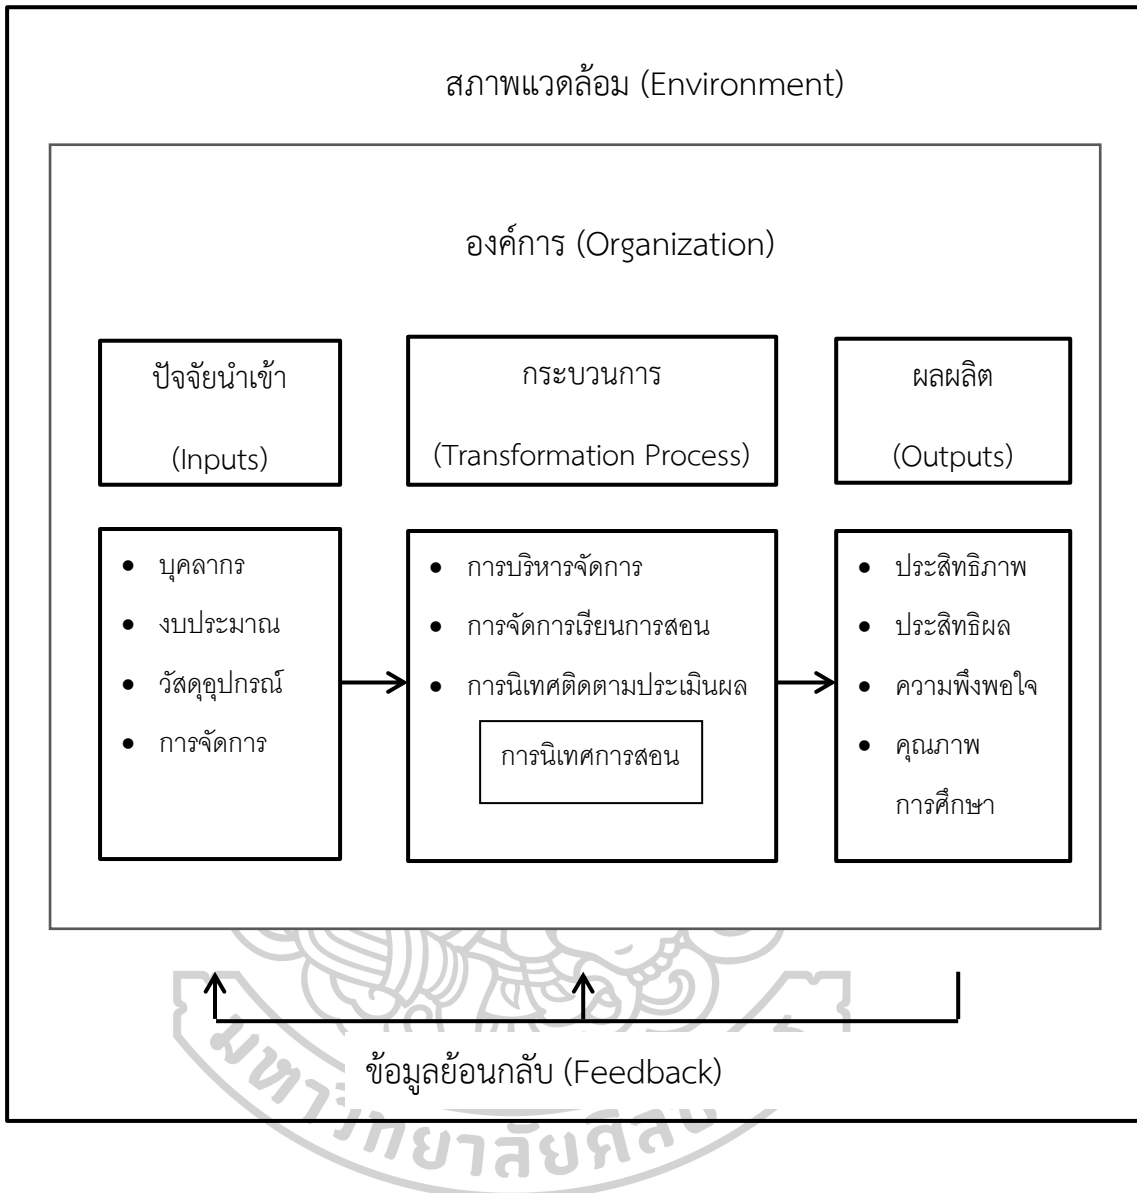 สภาพแวดล้อม (Environment)
องค์การ (Organization)
ปัจจัยนำเข้า
(Inputs)
กระบวนการ
(Transformation Process)
ผลผลิต
(Outputs)
• บุคลากร
• งบประมาณ
• วัสดุอุปกรณ์
• การจัดการ
• การบริหารจัดการ
• การจัดการเรียนการสอน
• การนิเทศติดตามประเมินผล
การนิเทศการสอน
• ประสิทธิภาพ
• ประสิทธิผล
• ความพึงพอใจ
• คุณภาพ
การศึกษา
ข้อมูลย้อนกลับ (Feedback)